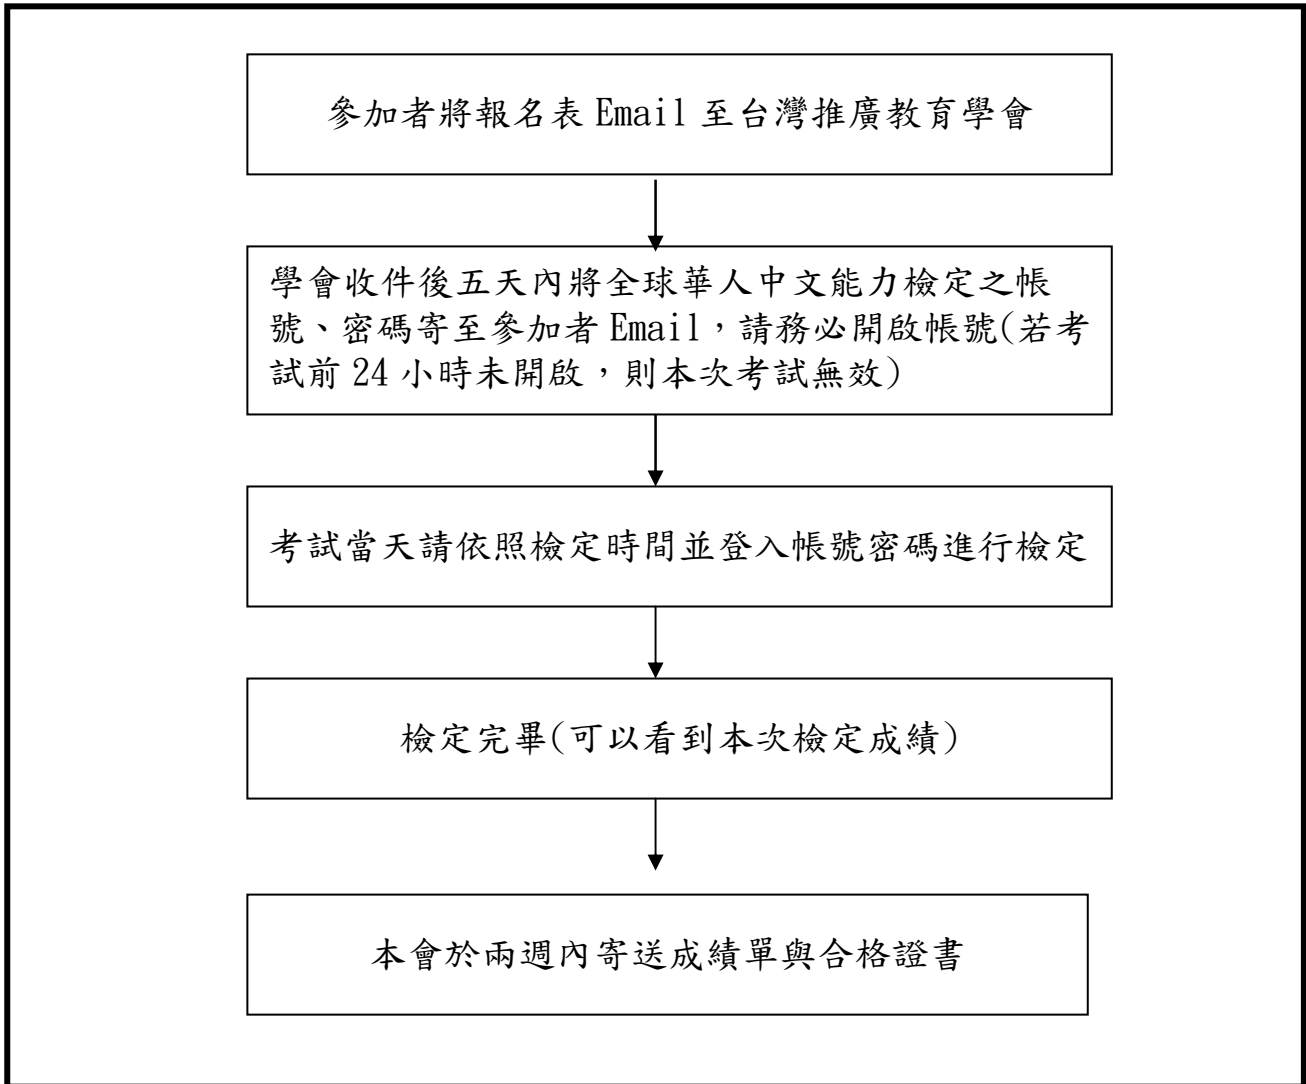 參加者將報名表 Email 至台灣推廣教育學會
學會收件後五天內將全球華人中文能力檢定之帳
號、密碼寄至參加者 Email，請務必開啟帳號(若考
試前 24 小時未開啟，則本次考試無效)
考試當天請依照檢定時間並登入帳號密碼進行檢定
檢定完畢(可以看到本次檢定成績)
本會於兩週內寄送成績單與合格證書